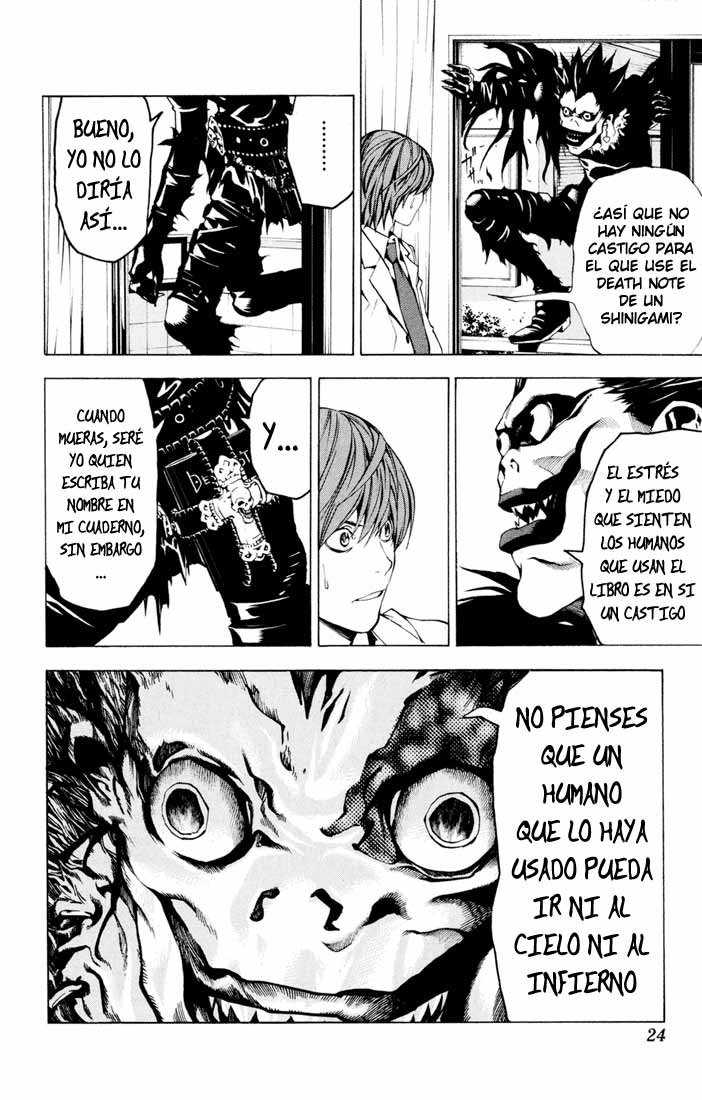 ¿ASÍ QUE NO
HAY NINGÚN
CASTIGO PARA
EL QUE USE EL
DEATH NOTE
DE UN
SHINIGAMI?
.......
BUENO,
YO NO LO
DIRÍA
ASÍ...
EL ESTRÉS
Y EL MIEDO
QUE SIENTEN
LOS HUMANOS
QUE USAN EL
LIBRO ES EN SI
UN CASTIGO
Y...
CUANDO
MUERAS, SERÉ
YO QUIEN
ESCRIBA TU
NOMBRE EN
MI CUADERNO,
SIN EMBARGO
...
NO PIENSES
QUE UN
HUMANO
QUE LO HAYA
USADO PUEDA
IR NI AL
CIELO NI AL
INFIERNO
24